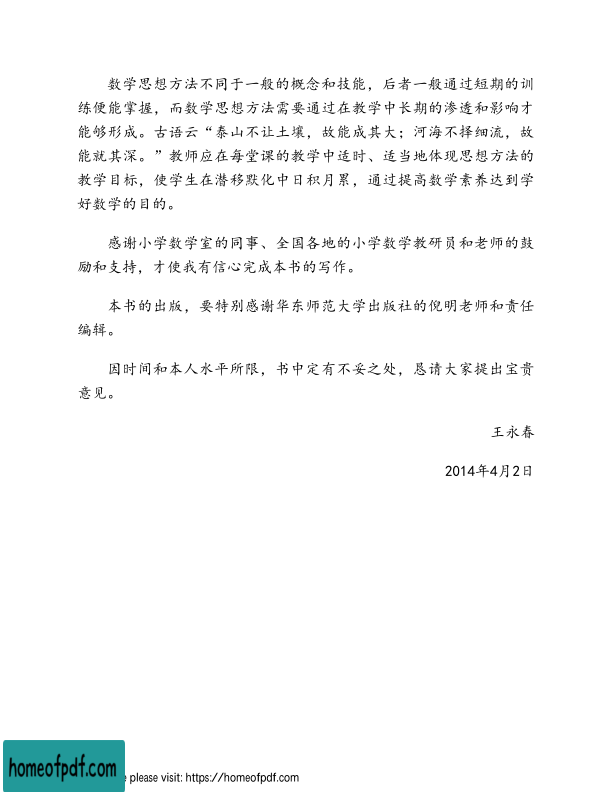 数学思想方法不同于一般的概念和技能，后者一般通过短期的训
练便能掌握，而数学思想方法需要通过在教学中长期的渗透和影响才
能够形成。古语云“泰山不让土壤，故能成其大；河海不择细流，故
能就其深。”教师应在每堂课的教学中适时、适当地体现思想方法的
教学目标，使学生在潜移默化中日积月累，通过提高数学素养达到学
好数学的目的。
感谢小学数学室的同事、全国各地的小学数学教研员和老师的鼓
励和支持，才使我有信心完成本书的写作。
本书的出版，要特别感谢华东师范大学出版社的倪明老师和责任
编辑。
因时间和本人水平所限，书中定有不妥之处，恳请大家提出宝贵
意见。
王永春
2014年4月2日
homeofpdf.com
please visit: https://homeofpdf.com